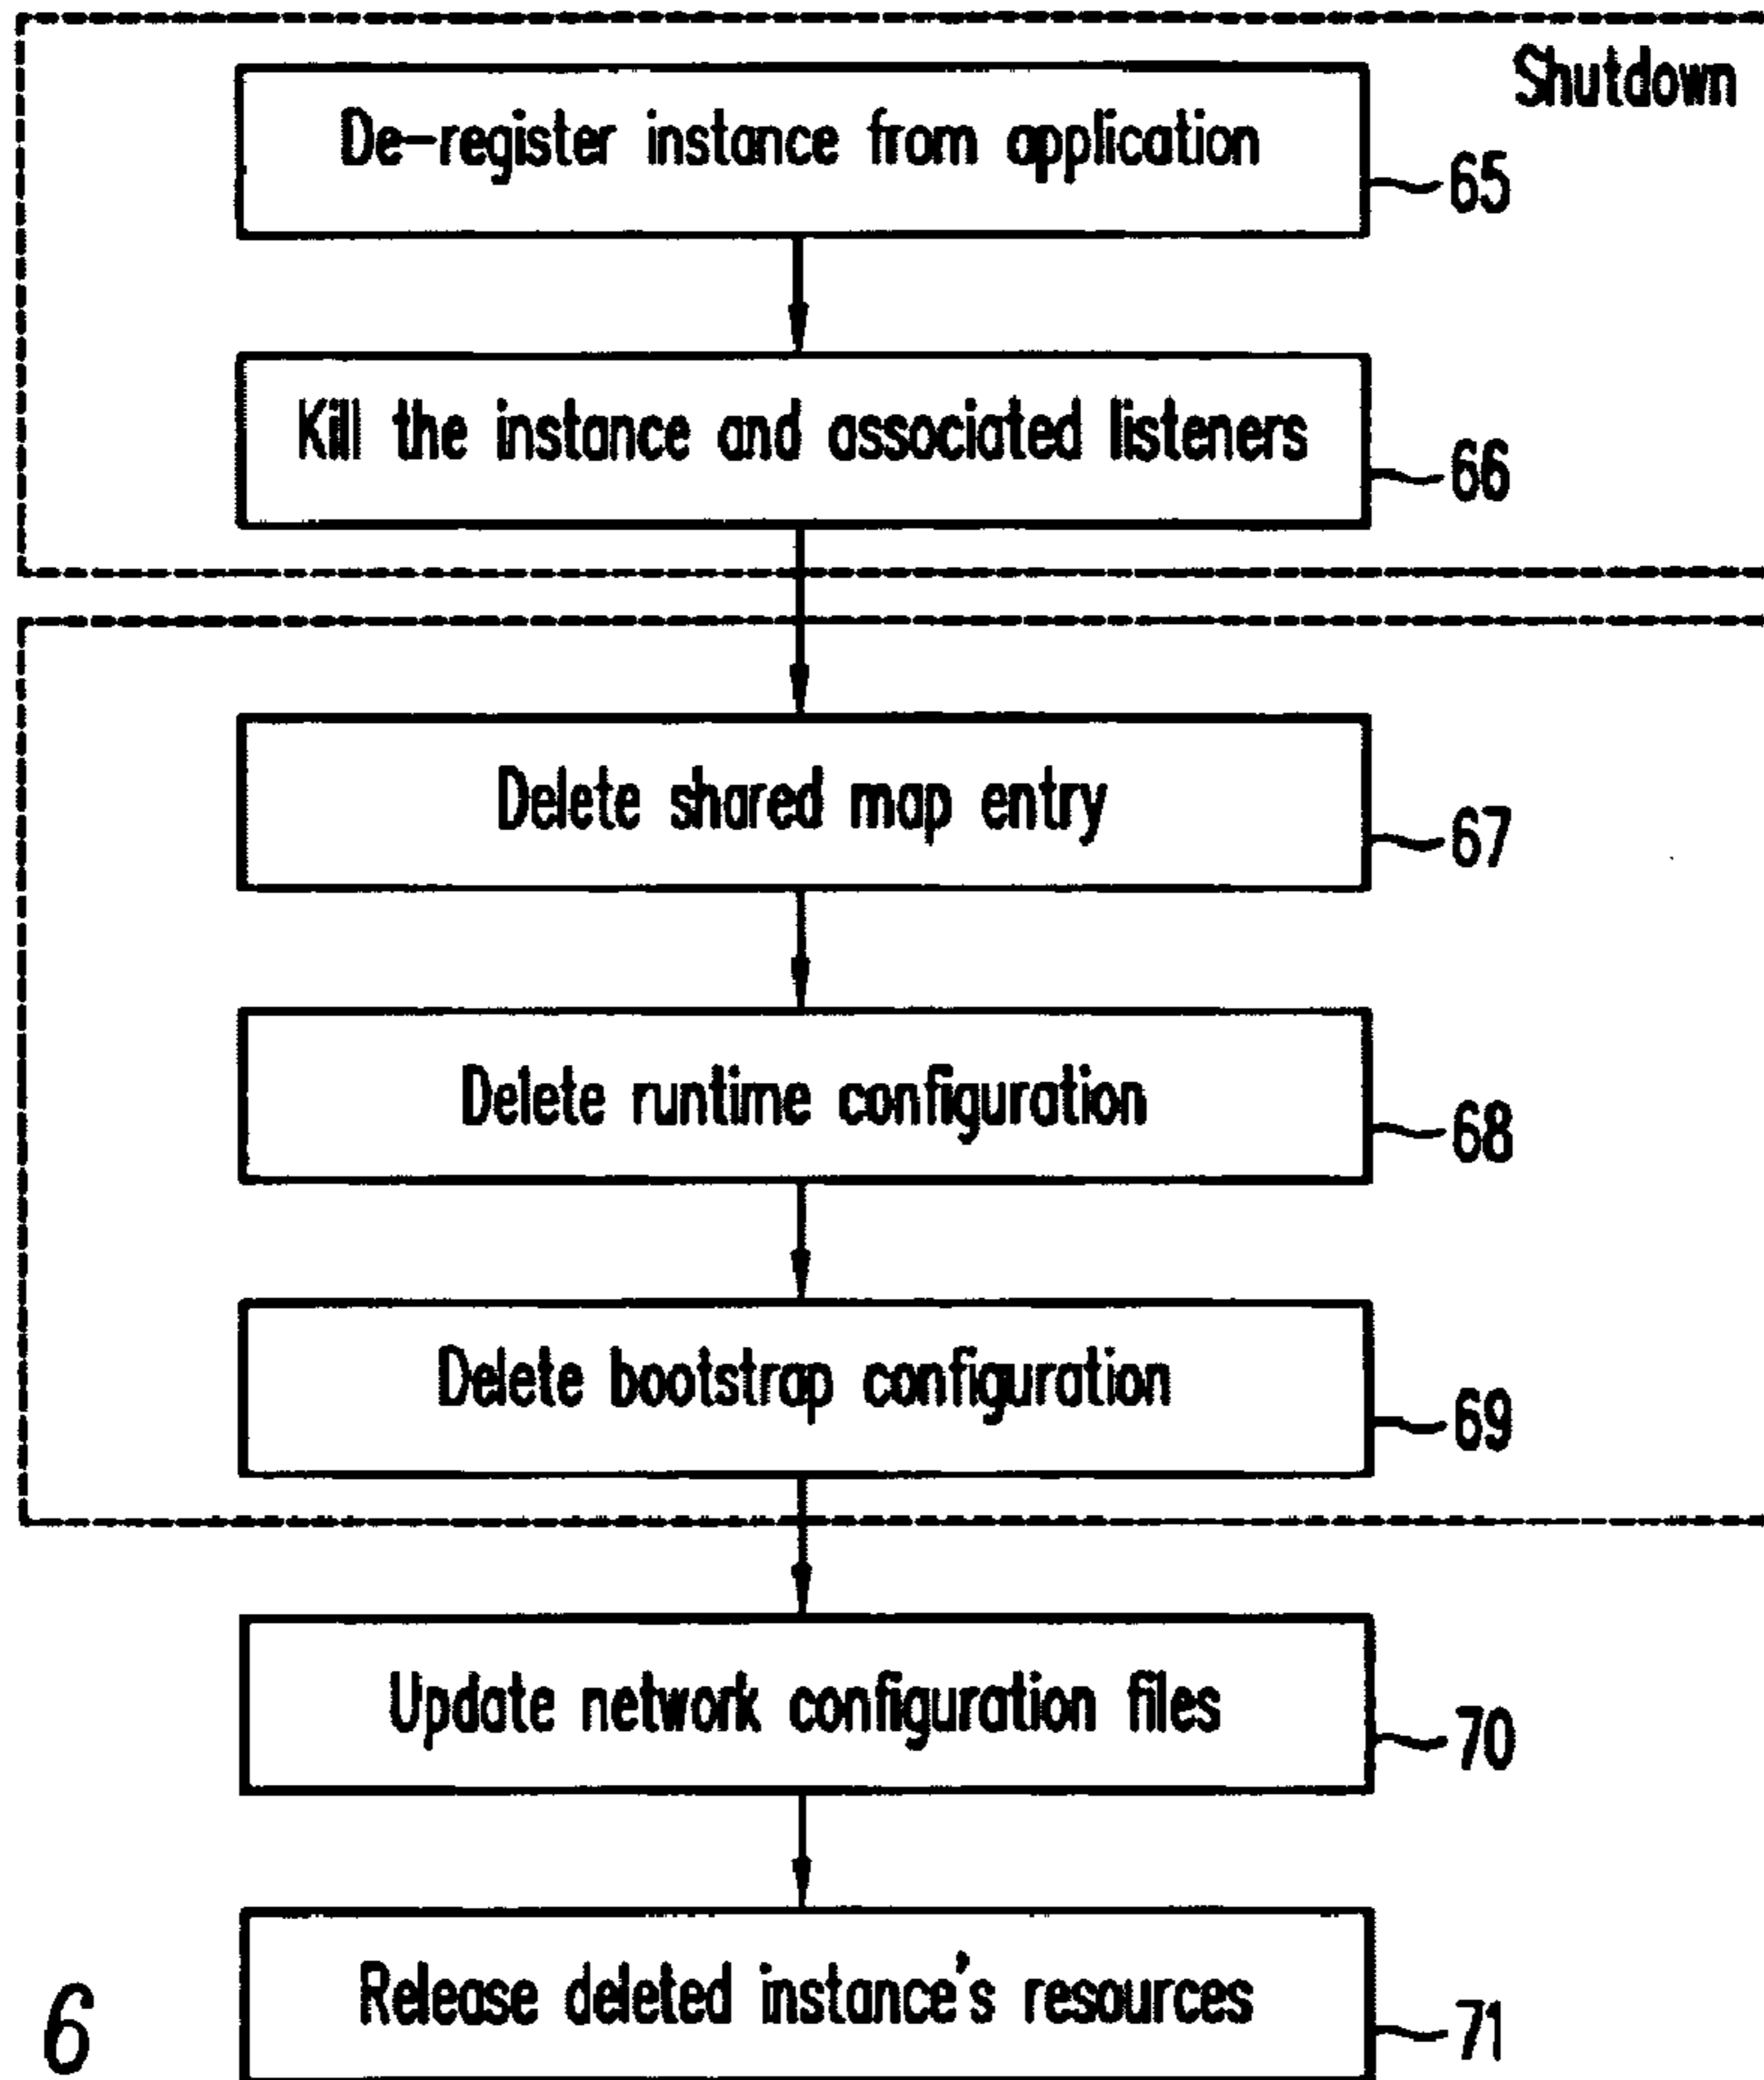 Shutdown
De-register instance from application
65
Kill the instance and associated listeners
66
Delete shared map entry
67
Delete runtime configuration
68
Delete bootstrap configuration
69
Update network configuration files
70
Release deleted instance's resources
71
6